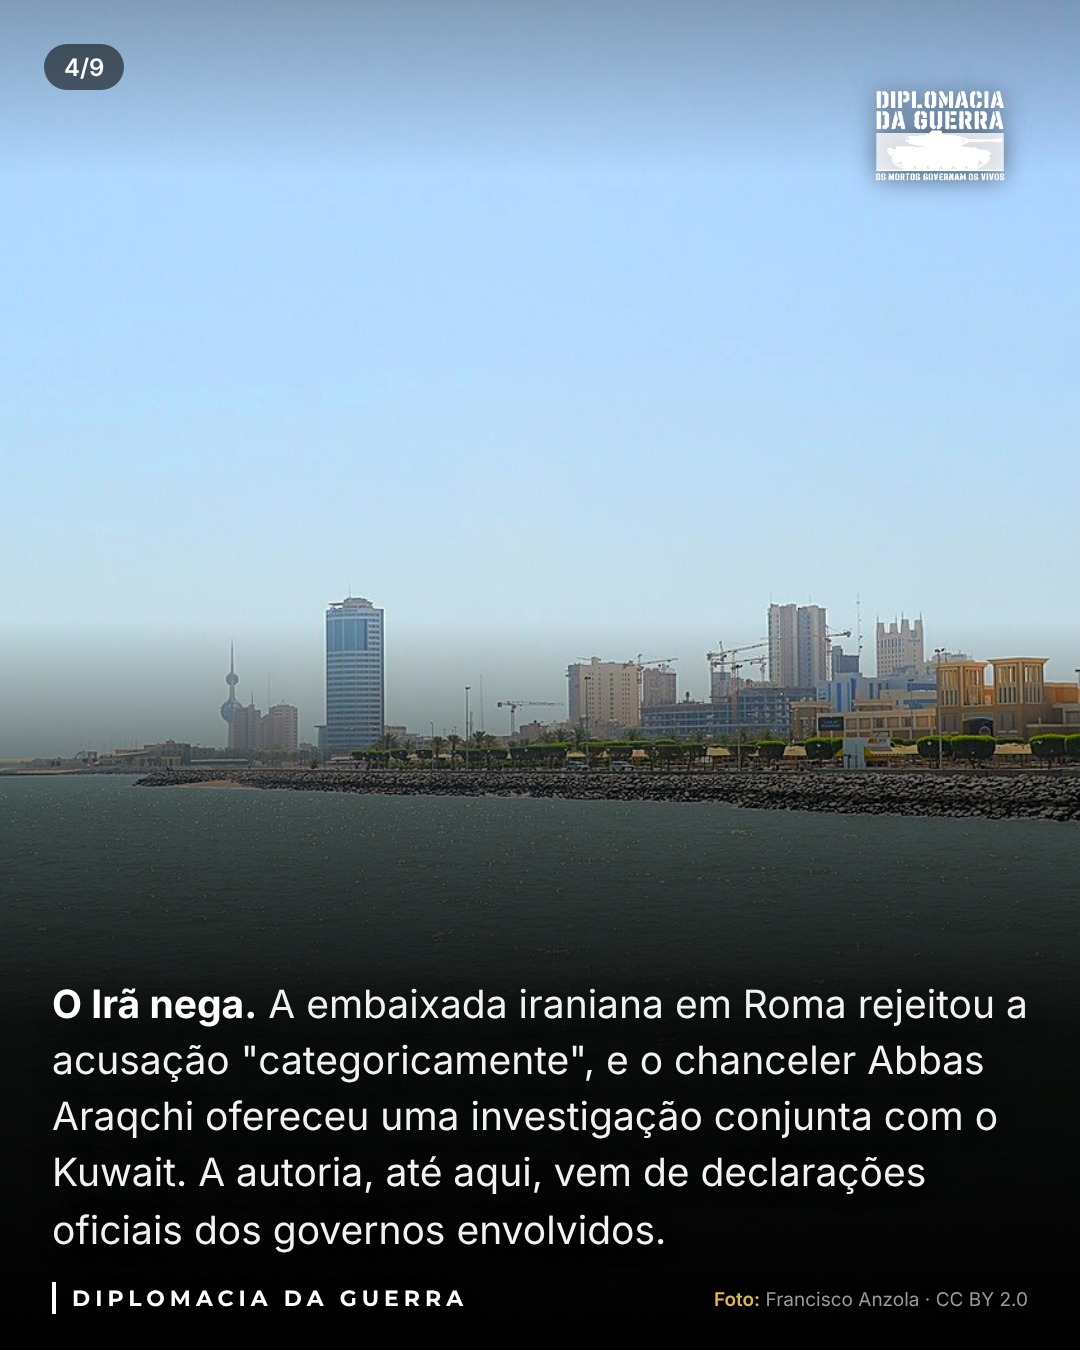 4/9
DIPLOMACIA
DA GUERRA
OS MORTOS GOVERNAM OS VIVOS
O Irã nega. A embaixada iraniana em Roma rejeitou a
acusação "categoricamente", e o chanceler Abbas
Araqchi ofereceu uma investigação conjunta com o
Kuwait. A autoria, até aqui, vem de declarações
oficiais dos governos envolvidos.
DIPLOMACIA DA GUERRA
Foto: Francisco Anzola · CC BY 2.0